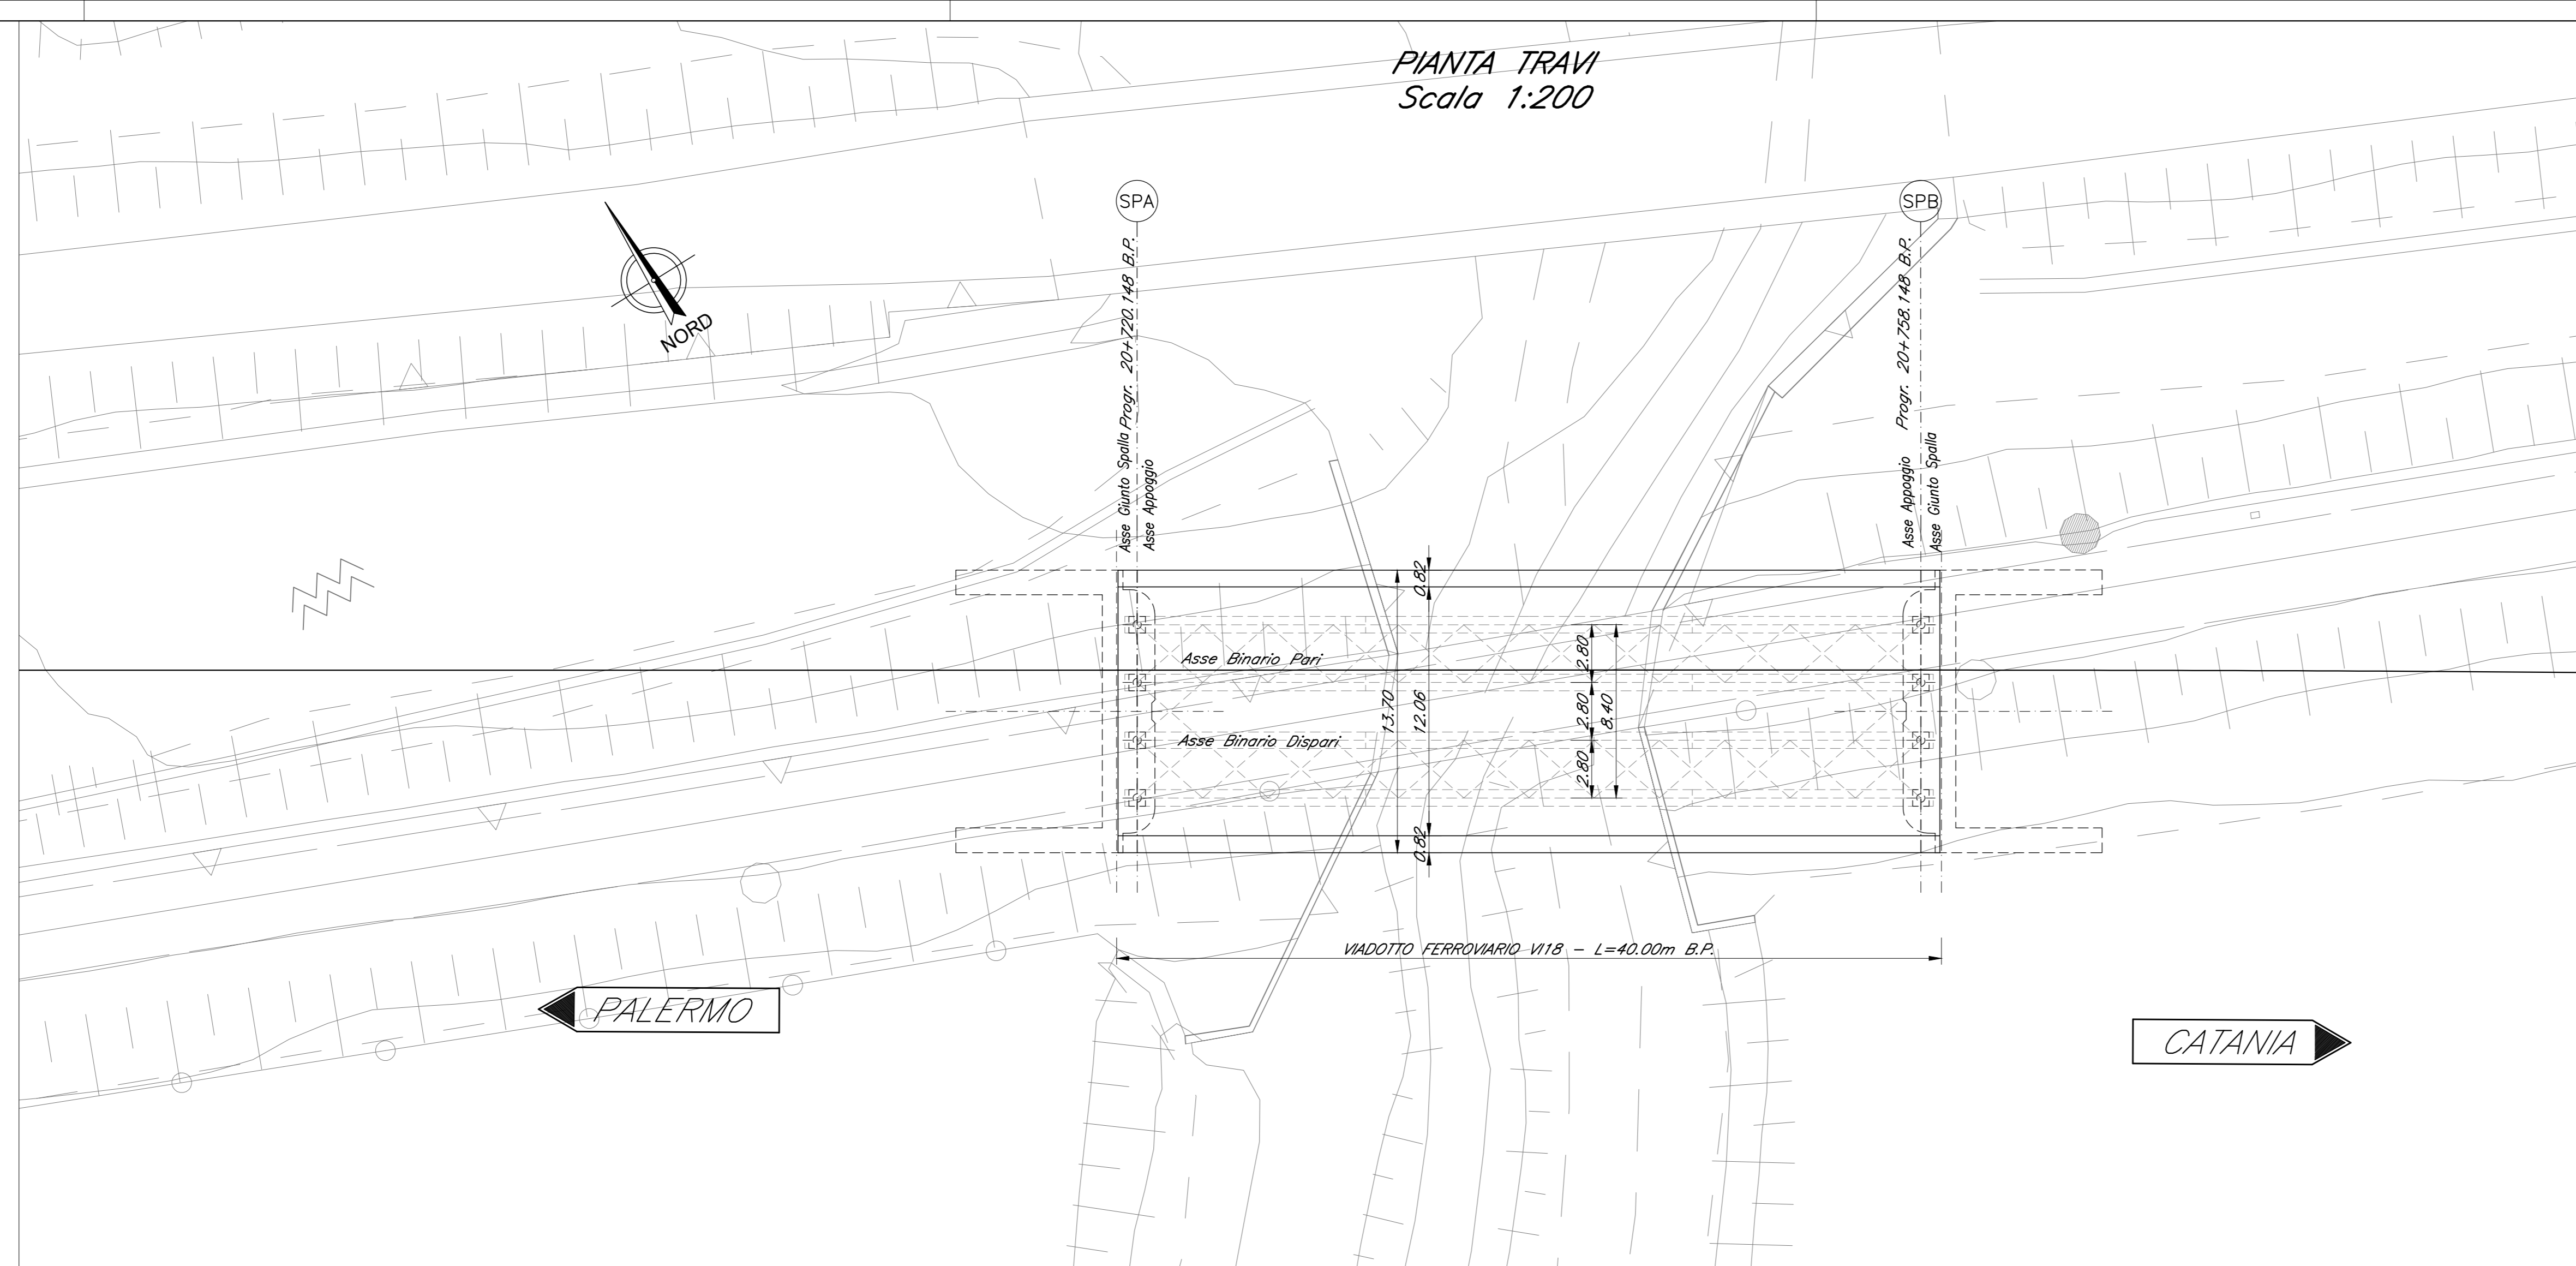 PIANTA TRAVI
Scala 1:200
SPA
SPB
NORD
Asse Giunto Spalla
Progr. 20+720.148 B.P.
Asse Appoggio
Progr. 20+758.148 B.P.
Asse Appoggio
Asse Giunto Spalla
0.82
Asse Binario Pari
Asse Binario Dispari
13.70
12.06
0.82
2.80
2.80
2.80
8.40
VIADOTTO FERROVIARIO VI18 - L=40.00m B.P.
PALERMO
CATANIA